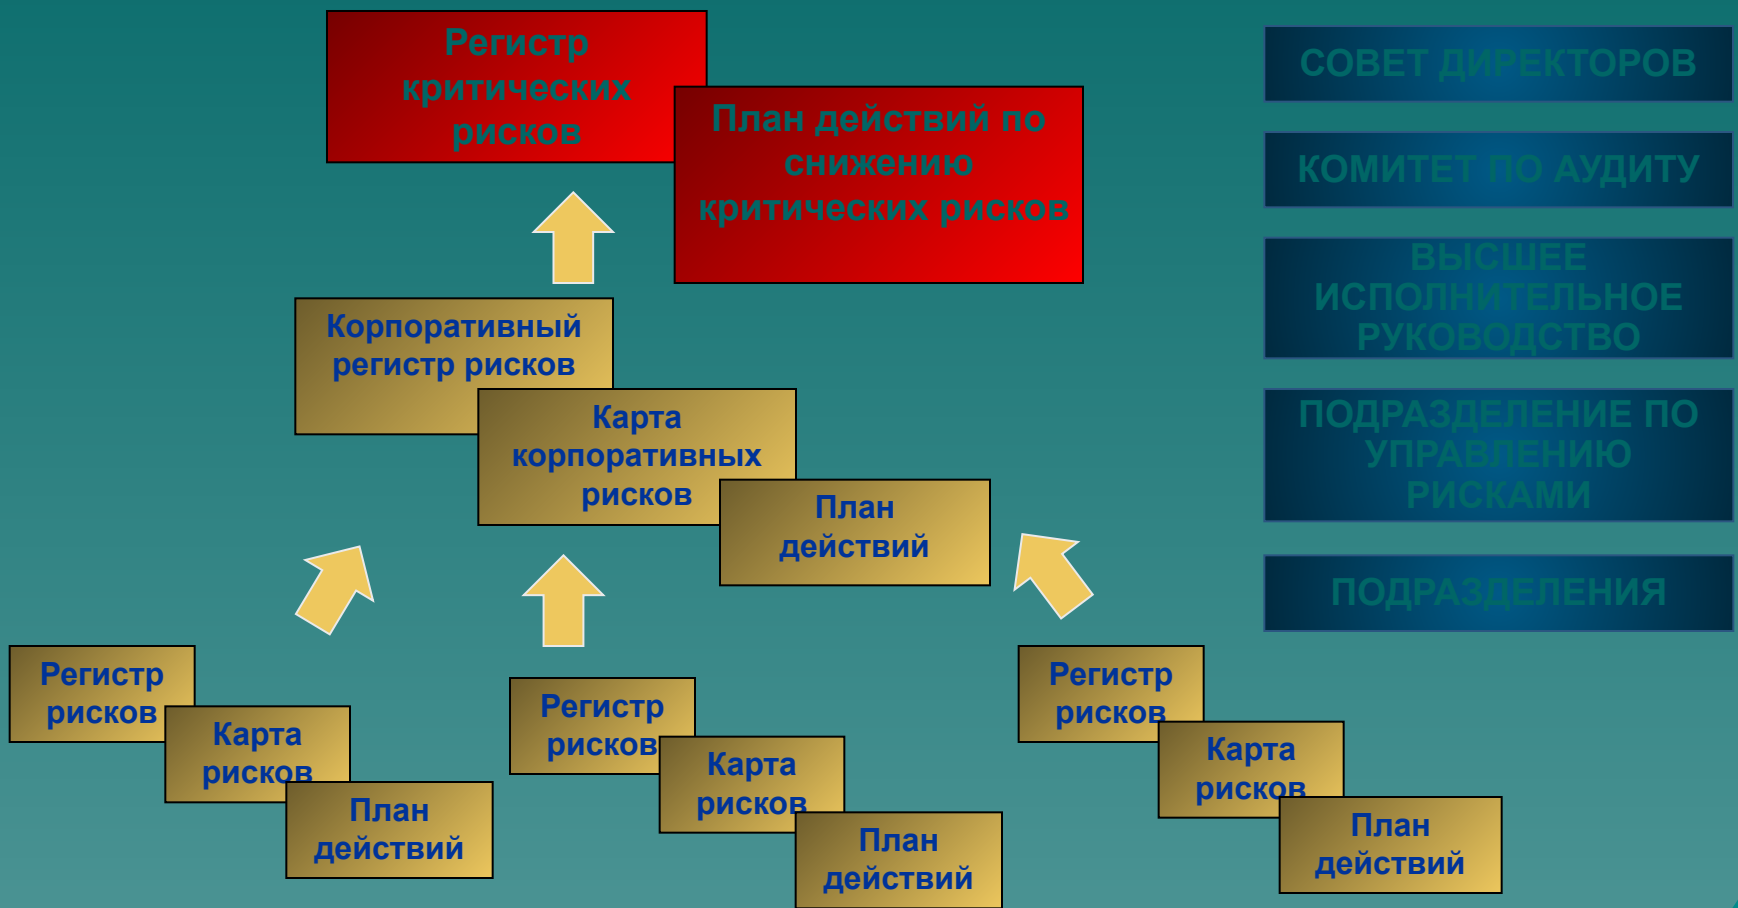 Регистр
критических
рисков
План действий по
снижению
критических рисков
Корпоративный
регистр рисков
Карта
корпоративных
рисков
План
действий
Регистр
рисков
Карта
рисков
План
действий
Регистр
рисков
Карта
рисков
План
действий
Регистр
рисков
Карта
рисков
План
действий
СОВЕТ ДИРЕКТОРОВ
КОМИТЕТ ПО АУДИТУ
ВЫСШЕЕ
ИСПОЛНИТЕЛЬНОЕ
РУКОВОДСТВО
ПОДРАЗДЕЛЕНИЕ ПО
УПРАВЛЕНИЮ
РИСКАМИ
ПОДРАЗДЕЛЕНИЯ